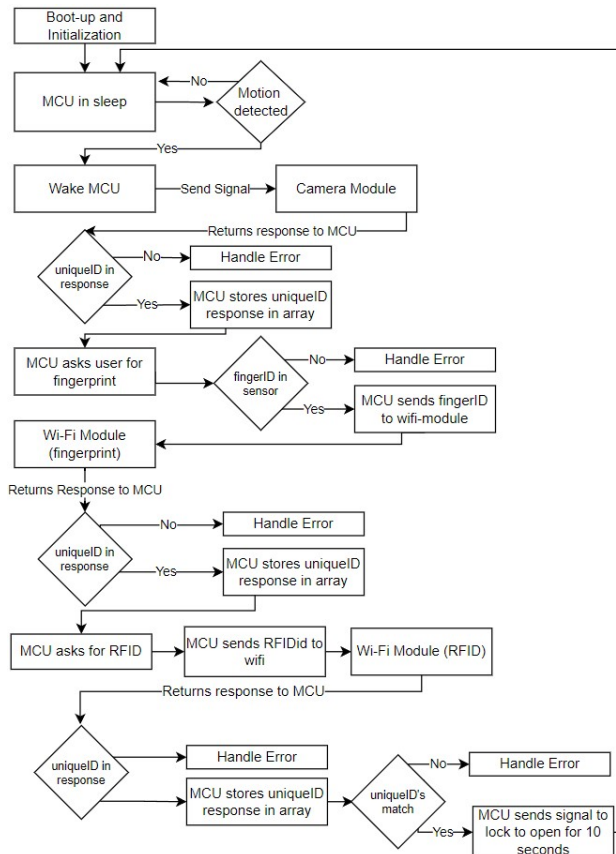 Boot-up and
Initialization
MCU in sleep
No
Motion
detected
Yes
Wake MCU
Send Signal
Camera Module
Returns response to MCU
uniqueID in
response
No
Handle Error
Yes
MCU stores uniqueID
response in array
MCU asks user for
fingerprint
fingerID in
sensor
No
Handle Error
Yes
MCU sends fingerID
to wifi-module
Wi-Fi Module
(fingerprint)
Returns Response to MCU
uniqueID in
response
No
Handle Error
Yes
MCU stores uniqueID
response in array
MCU asks for RFID
MCU sends RFIDid to
wifi
Wi-Fi Module (RFID)
Returns response to MCU
uniqueID in
response
Handle Error
MCU stores uniqueID
response in array
uniqueID's
match
No
Handle Error
Yes
MCU sends signal to
lock to open for 10
seconds